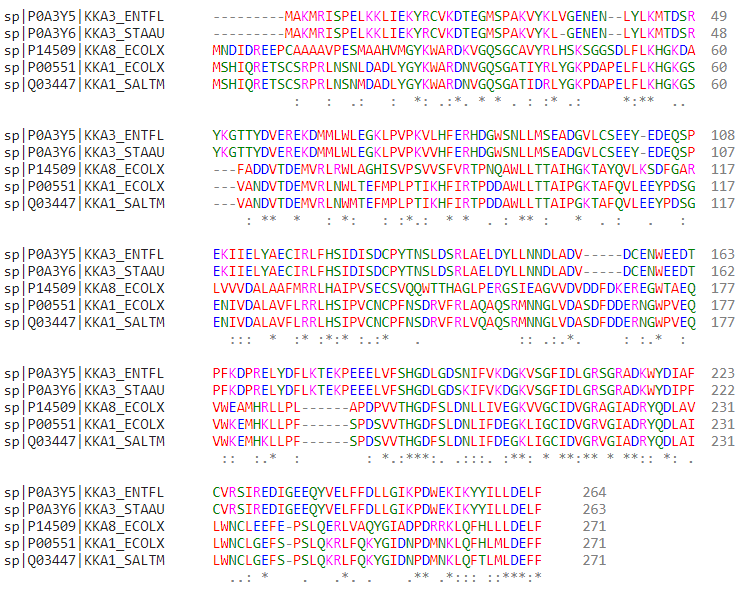 sp|P0A3Y5|KKA3_ENTFL ---------MAKMRISPELKKLIEKYRCVKDTEGMSPAKVYKLVGENEN--LYLKMTDSR 49
sp|P0A3Y6|KKA3_STAAU ---------MAKMRISPELKKLIEKYRCVKDTEGMSPAKVYKL-GENEN--LYLKMTDSR 48
sp|P14509|KKA8_ECOLX MNDIDREEPCAAAAVPESMAAHVMGYKWARDKVGQSGCAVYRLHSKSGGSDLFLKHGKDA 60
sp|P00551|KKA1_ECOLX MSHIQRETSCSRPRLNSNLDADLYGYKWARDNVGQSGATIYRLYGKPDAPELFLKHGKGS 60
sp|Q03447|KKA1_SALTM MSHIQRETSCSRPRLNSNMDADLYGYKWARDNVGQSGATIYRLYGKPDAPELFLKHGKGS 60
: : .: : *: .:*. * * . : :* .: *:** ..
sp|P0A3Y5|KKA3_ENTFL YKGTTYDVEREKDMMLWLEGKLPVPKVLHFERHDGWSNLLMSEADGVLCSEEY-EDEQSP 108
sp|P0A3Y6|KKA3_STAAU YKGTTYDVEREKDMMLWLEGKLPVPKVVHFERHDGWSNLLMSEADGVLCSEEY-EDEQSP 107
sp|P14509|KKA8_ECOLX ---FADDVTDEMVRLRWLAGHISVPSVVSFVRTPNQAWLLTTAIHGKTAYQVLKSDFGAR 117
sp|P00551|KKA1_ECOLX ---VANDVTDEMVRLNWLTEFMPLPTIKHFIRTPDDAWLLTTAIPGKTAFQVLEEYPDSG 117
sp|Q03447|KKA1_SALTM ---VANDVTDEMVRLNWMTEFMPLPTIKHFIRTPDDAWLLTTAIPGKTAFQVLEEYPDSG 117
: ** * : *: : :*.: * * . : ** : * . : . :
sp|P0A3Y5|KKA3_ENTFL EKIIELYAECIRLFHSIDISDCPYTNSLDSRLAELDYLLNNDLADV-----DCENWEEDT 163
sp|P0A3Y6|KKA3_STAAU EKIIELYAECIRLFHSIDISDCPYTNSLDSRLAELDYLLNNDLADV-----DCENWEEDT 162
sp|P14509|KKA8_ECOLX LVVVDALAAFMRRLHAIPVSECSVQQWTTHAGLPERGSIEAGVVDVDDFDKEREGWTAEQ 177
sp|P00551|KKA1_ECOLX ENIVDALAVFLRRLHSIPVCNCPFNSDRVFRLAQAQSRMNNGLVDASDFDDERNGWPVEQ 177
sp|Q03447|KKA1_SALTM ENIVDALAVFLRRLHSIPVCNCPFNSDRVFRLVQAQSRMNNGLVDASDFDDERNGWPVEQ 177
:::  * :* :*:* :.:* . :: .:.*. : :.* :
sp|P0A3Y5|KKA3_ENTFL PFKDPRELYDFLKTEKPEEELVFSHGDLGDSNIFVKDGKVSGFIDLGRSGRADKWYDIAF 223
sp|P0A3Y6|KKA3_STAAU PFKDPRELYDFLKTEKPEEELVFSHGDLGDSKIFVKDGKVSGFIDLGRSGRADKWYDIPF 222
sp|P14509|KKA8_ECOLX VWEAMHRLLPL------APDPVVTHGDFSLDNLLIVEGKVVGCIDVGRAGIADRYQDLAV 231
sp|P00551|KKA1_ECOLX VWKEMHKLLPF------SPDSVVTHGDFSLDNLIFDEGKLIGCIDVGRVGIADRYQDLAI 231
sp|Q03447|KKA1_SALTM VWKEMHKLLPF------SPDSVVTHGDFSLDNLIFDEGKLIGCIDVGRVGIADRYQDLAI 231
:: :.* : : *.:***:. .:::. :**: * **:** * **:: *: .
sp|P0A3Y5|KKA3_ENTFL CVRSIREDIGEEQYVELFFDLLGIKPDWEKIKYYILLDELF 264
sp|P0A3Y6|KKA3_STAAU CVRSIREDIGEEQYVELFFDLLGIKPDWEKIKYYILLDELF 263
sp|P14509|KKA8_ECOLX LWNCLEEFE-PSLQERLVAQYGIADPDRRKLQFHLLLDELF 271
sp|P00551|KKA1_ECOLX LWNCLGEFS-PSLQKRLFQKYGIDNPDMNKLQFHLMLDEFF 271
sp|Q03447|KKA1_SALTM LWNCLGEFS-PSLQKRLFQKYGIDNPDMNKLQFTLMLDEFF 271
..: * . .*. . .** .*::: ::***:*